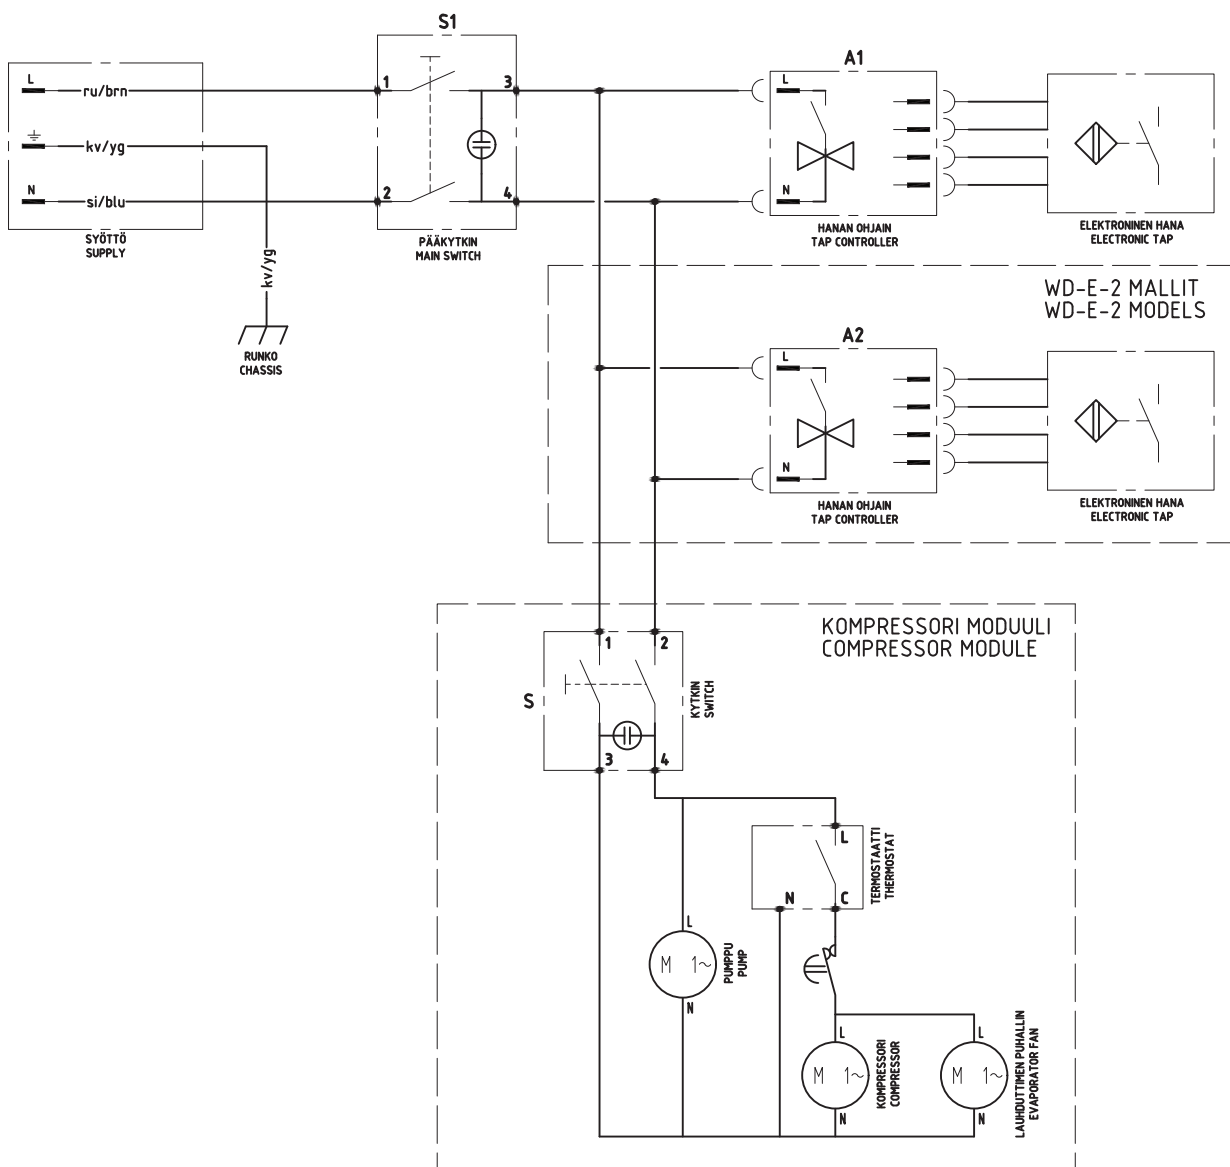 S1
L
ru/brn
kv/yg
N
si/blu
SYÖTTÖ
SUPPLY
kv/yg
RUNKO
CHASSIS
1
3
2
4
PÄÄKYTKIN
MAIN SWITCH
A1
L
N
HANAN OHJAIN
TAP CONTROLLER
ELEKTRONINEN HANA
ELECTRONIC TAP
WD-E-2 MALLIT
WD-E-2 MODELS
A2
L
N
HANAN OHJAIN
TAP CONTROLLER
ELEKTRONINEN HANA
ELECTRONIC TAP
KOMPRESSORI MODUULI
COMPRESSOR MODULE
1
2
S
KYTKIN
SWITCH
3
4
L
N
C
TERMOSTAATTI
THERMOSTAT
L
M 1~
N
PUMPPU
PUMP
L
M 1~
N
KOMPRESSORI
COMPRESSOR
L
M 1~
N
LAUHDUTTIMEN PUHALLIN
EVAPORATOR FAN